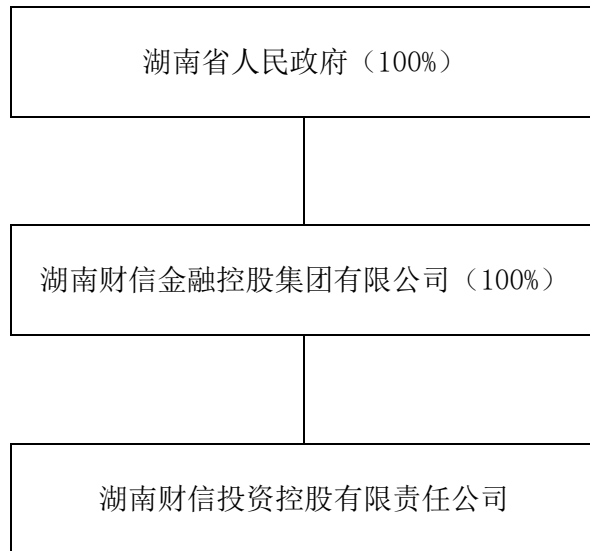 湖南省人民政府（100%）
湖南财信金融控股集团有限公司（100%）
湖南财信投资控股有限责任公司